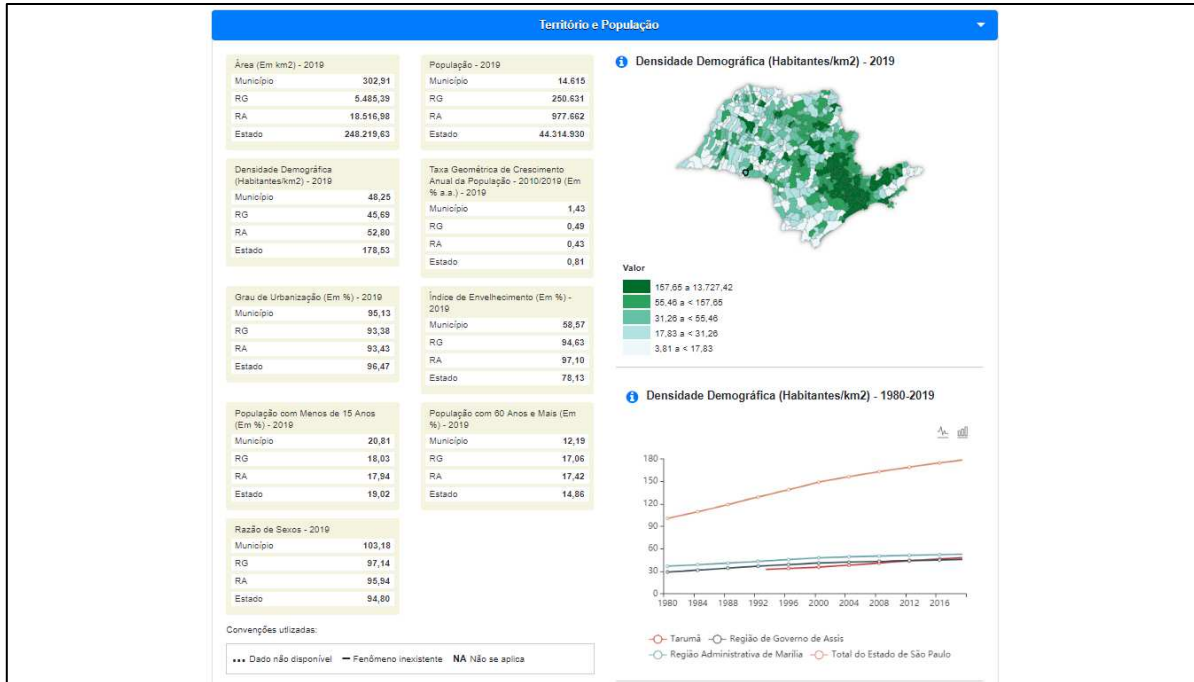 Território e População
Área (Em km2) - 2019
Município 302,91
RG 5.485,39
RA 18.516,98
Estado 248.219,63
População - 2019
Município 14.615
RG 250.631
RA 977.662
Estado 44.314.930
Densidade Demográfica
(Habitantes/km2) - 2019
Município 48,25
RG 45,69
RA 52,80
Estado 178,53
Taxa Geométrica de Crescimento
Anual da População - 2010/2019 (Em
% a.a.) - 2019
Município 1,43
RG 0,49
RA 0,43
Estado 0,81
Grau de Urbanização (Em %) - 2019
Município 95,13
RG 93,38
RA 93,43
Estado 96,47
Índice de Envelhecimento (Em %) -
2019
Município 58,57
RG 94,63
RA 97,10
Estado 78,13
População com Menos de 15 Anos
(Em %) - 2019
Município 20,81
RG 18,03
RA 17,94
Estado 19,02
População com 60 Anos e Mais (Em
%) - 2019
Município 12,19
RG 17,06
RA 17,42
Estado 14,86
Razão de Sexos - 2019
Município 103,18
RG 97,14
RA 95,94
Estado 94,80
Convenções utlizadas:
... Dado não disponível — Fenômeno inexistente NA Não se aplica
Densidade Demográfica (Habitantes/km2) - 2019
Valor
157,65 a 13.727,42
55,46 a < 157,65
31,26 a < 55,46
17,83 a < 31,26
3,81 a < 17,83
Densidade Demográfica (Habitantes/km2) - 1980-2019
180
150
120
90
60
30
0
1980 1984 1988 1992 1996 2000 2004 2008 2012 2016
Tarumã Região de Governo de Assis
Região Administrativa de Marília Total do Estado de São Paulo